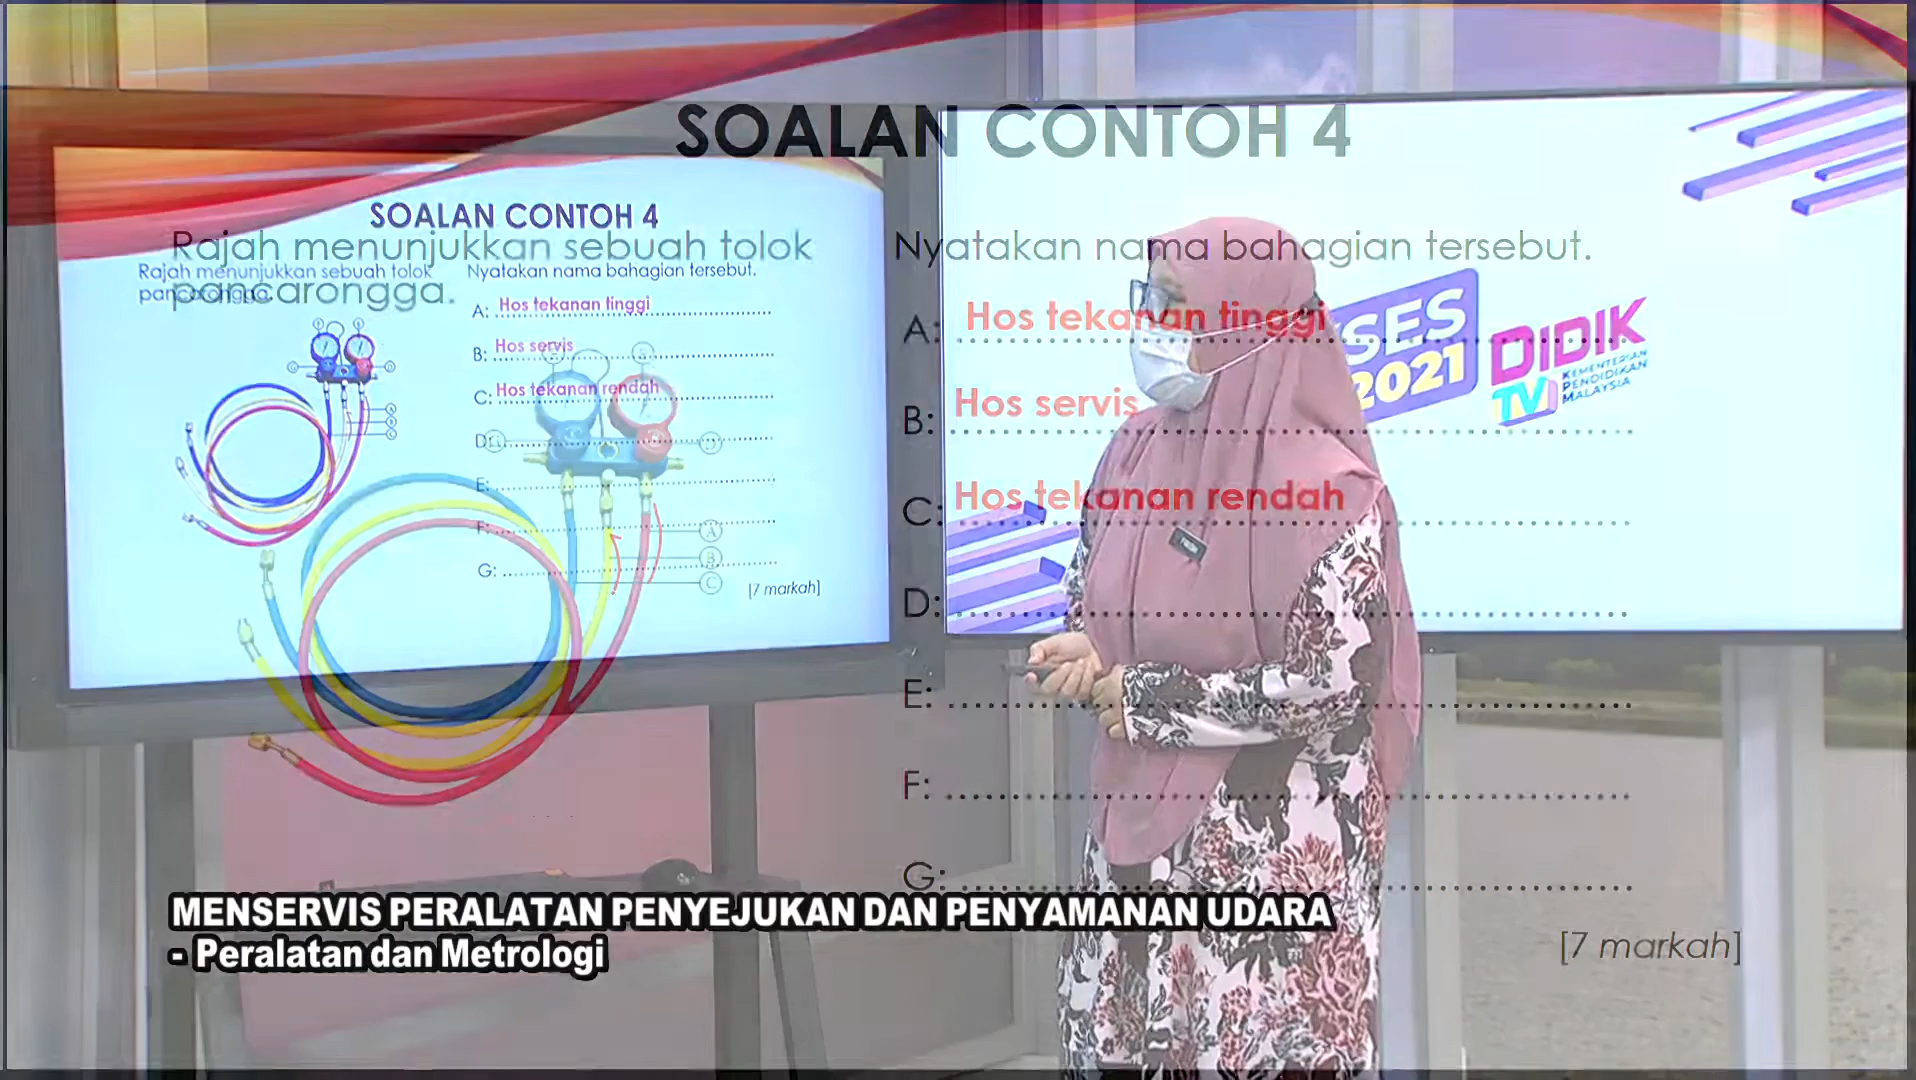 SOALAN CONTOH 4
Rajah menunjukkan sebuah tolok
pancarongga.
Nyatakan nama bahagian tersebut.
A: Hos tekanan tinggi
B: Hos servis
C: Hos tekanan rendah
D:
E:
F:
G:
[7 markah]
D
A
B
C
SOALAN CONTOH 4
Rajah menunjukkan sebuah tolok
pancarongga.
Nyatakan nama bahagian tersebut.
A: Hos tekanan tinggi
B: Hos servis
C: Hos tekanan rendah
D:
E:
F:
G:
[7 markah]
SES
2021
DIDIK
TV
KEMENTERIAN
PENDIDIKAN
MALAYSIA
MENSERVIS PERALATAN PENYEJUKAN DAN PENYAMANAN UDARA
- Peralatan dan Metrologi